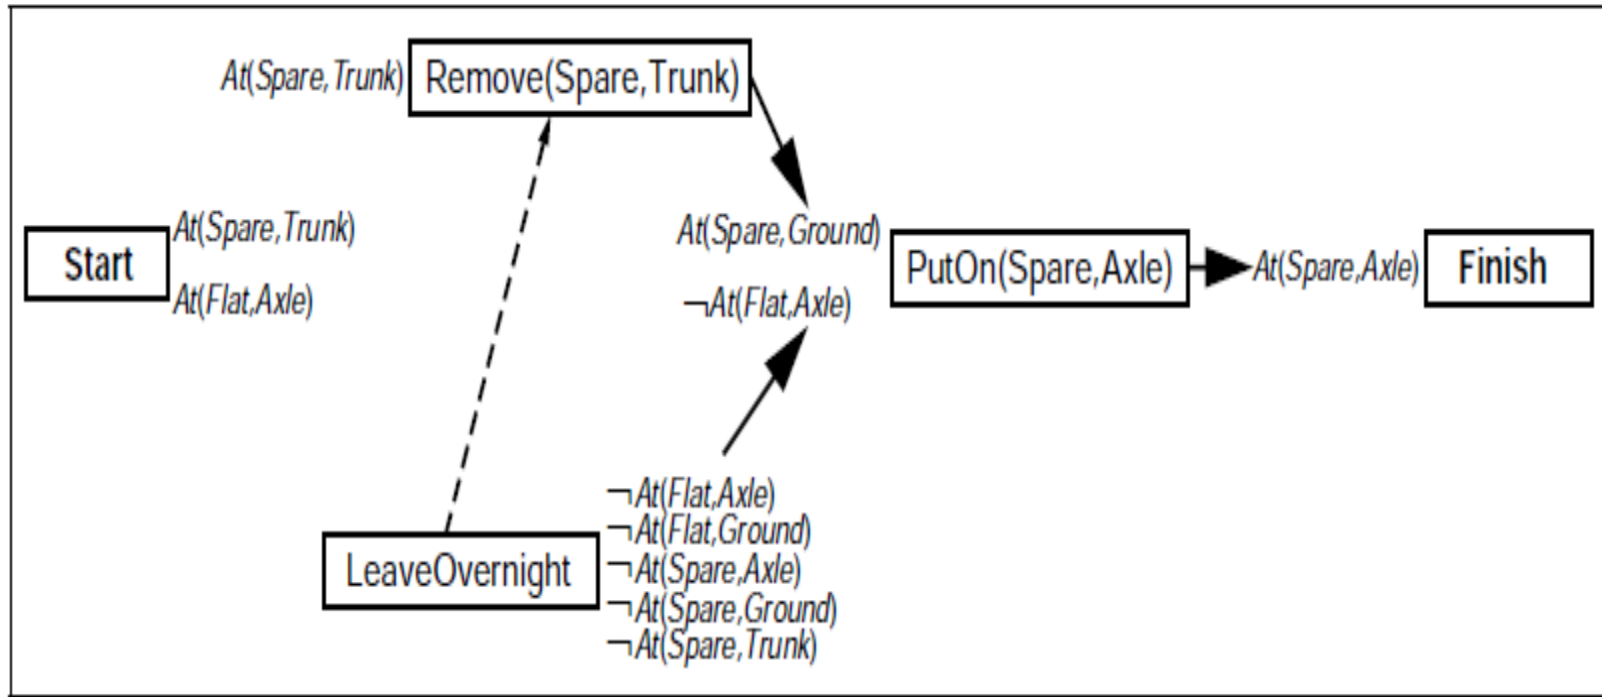 At(Spare,Trunk) Remove(Spare,Trunk)
Start
At(Spare,Trunk)
At(Flat,Axle)
At(Spare,Ground)
¬At(Flat,Axle)
PutOn(Spare,Axle)
At(Spare,Axle)
Finish
LeaveOvernight
¬At(Flat,Axle)
¬At(Flat,Ground)
¬At(Spare,Axle)
¬At(Spare,Ground)
¬At(Spare,Trunk)